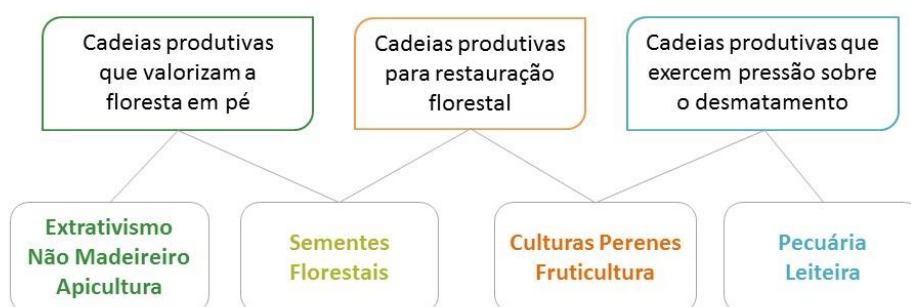 Cadeias produtivas
que valorizam a
floresta em pé
Cadeias produtivas
para restauração
florestal
Cadeias produtivas que
exercem pressão sobre
o desmatamento
Extrativismo
Não Madeireiro
Apicultura
Sementes
Florestais
Culturas Perenes
Fruticultura
Pecuária
Leiteira